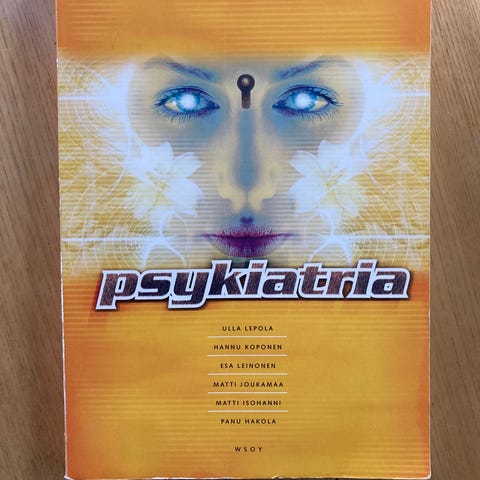 psykiatria
ULLA LEPOLA
HANNU KOPONEN
ESA LEINONEN
MATTI JOUKAMAA
MATTI ISOHANNI
PANU HAKOLA
WSOY